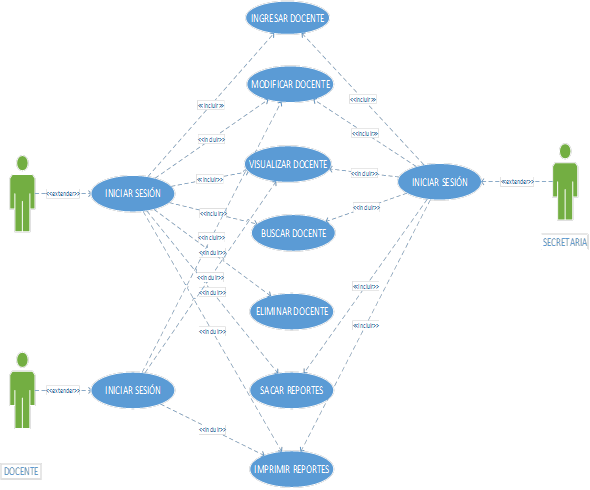 INGRESAR DOCENTE
<<incluir>>
<<incluir>>
MODIFICAR DOCENTE
<<incluir>>
<<incluir>>
VISUALIZAR DOCENTE
<<incluir>>
<<incluir>>
<<extender>>
INICIAR SESIÓN
INICIAR SESIÓN
<<extender>>
<<incluir>>
<<incluir>>
BUSCAR DOCENTE
SECRETARIA
<<incluir>>
<<incluir>>
<<incluir>>
<<incluir>>
<<incluir>>
ELIMINAR DOCENTE
<<incluir>>
<<incluir>>
<<extender>>
INICIAR SESIÓN
SACAR REPORTES
<<incluir>>
DOCENTE
IMPRIMIR REPORTES